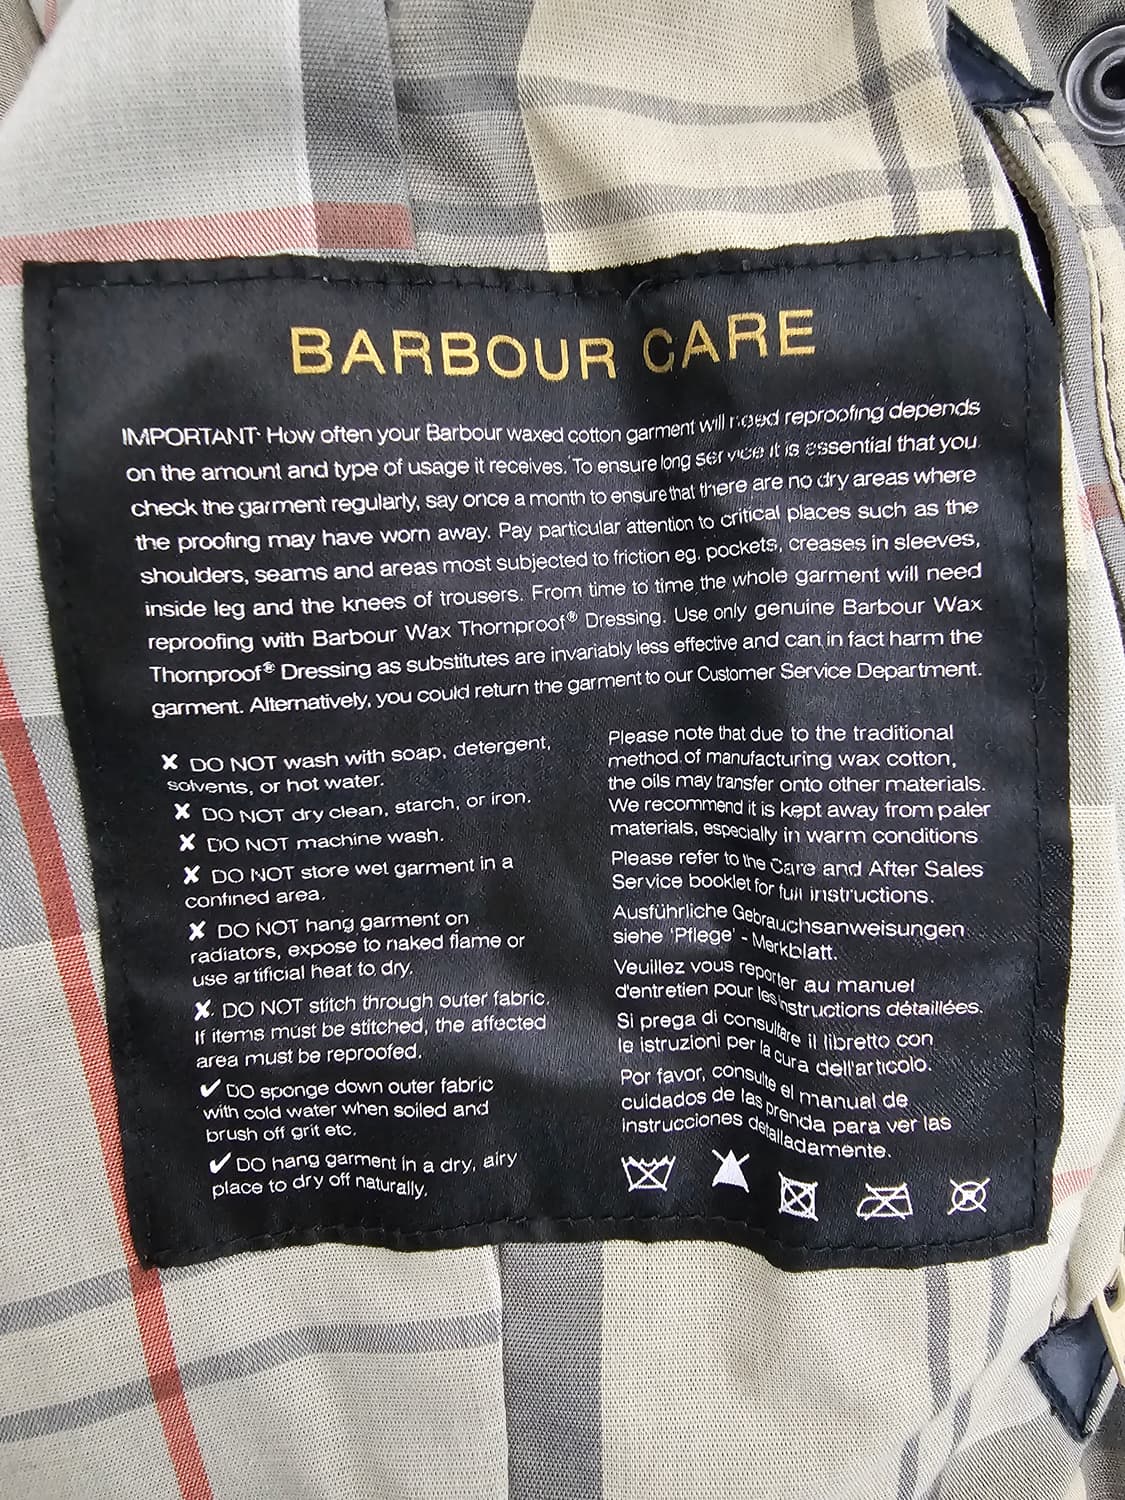 BARBOUR CARE
IMPORTANT: How often your Barbour waxed cotton garment will need reproofing depends
on the amount and type of usage it receives. To ensure long service it is essential that you
check the garment regularly, say once a month to ensure that there are no dry areas where
the proofing may have worn away. Pay particular attention to critical places such as the
shoulders, seams and areas most subjected to friction eg. pockets, creases in sleeves,
inside leg and the knees of trousers. From time to time the whole garment will need
reproofing with Barbour Wax Thornproof® Dressing. Use only genuine Barbour Wax
Thornproof® Dressing as substitutes are invariably less effective and can in fact harm the
garment. Alternatively, you could return the garment to our Customer Service Department.
✘ DO NOT wash with soap, detergent,
solvents, or hot water.
✘ DO NOT dry clean, starch, or iron.
✘ DO NOT machine wash.
✘ DO NOT store wet garment in a
confined area.
✘ DO NOT hang garment on
radiators, expose to naked flame or
use artificial heat to dry.
✘ DO NOT stitch through outer fabric.
If items must be stitched, the affected
area must be reproofed.
✔ DO sponge down outer fabric
with cold water when soiled and
brush off grit etc.
✔ DO hang garment in a dry, airy
place to dry off naturally.
Please note that due to the traditional
method of manufacturing wax cotton,
the oils may transfer onto other materials.
We recommend it is kept away from paler
materials, especially in warm conditions
Please refer to the Care and After Sales
Service booklet for full instructions.
Ausführliche Gebrauchsanweisungen
siehe 'Pflege' - Merkblatt.
Veuillez vous reporter au manuel
d'entretien pour les instructions détaillées.
Si prega di consultare il libretto con
le istruzioni per la cura dell'articolo.
Por favor, consulte el manual de
cuidados de las prenda para ver las
instrucciones detalladamente.